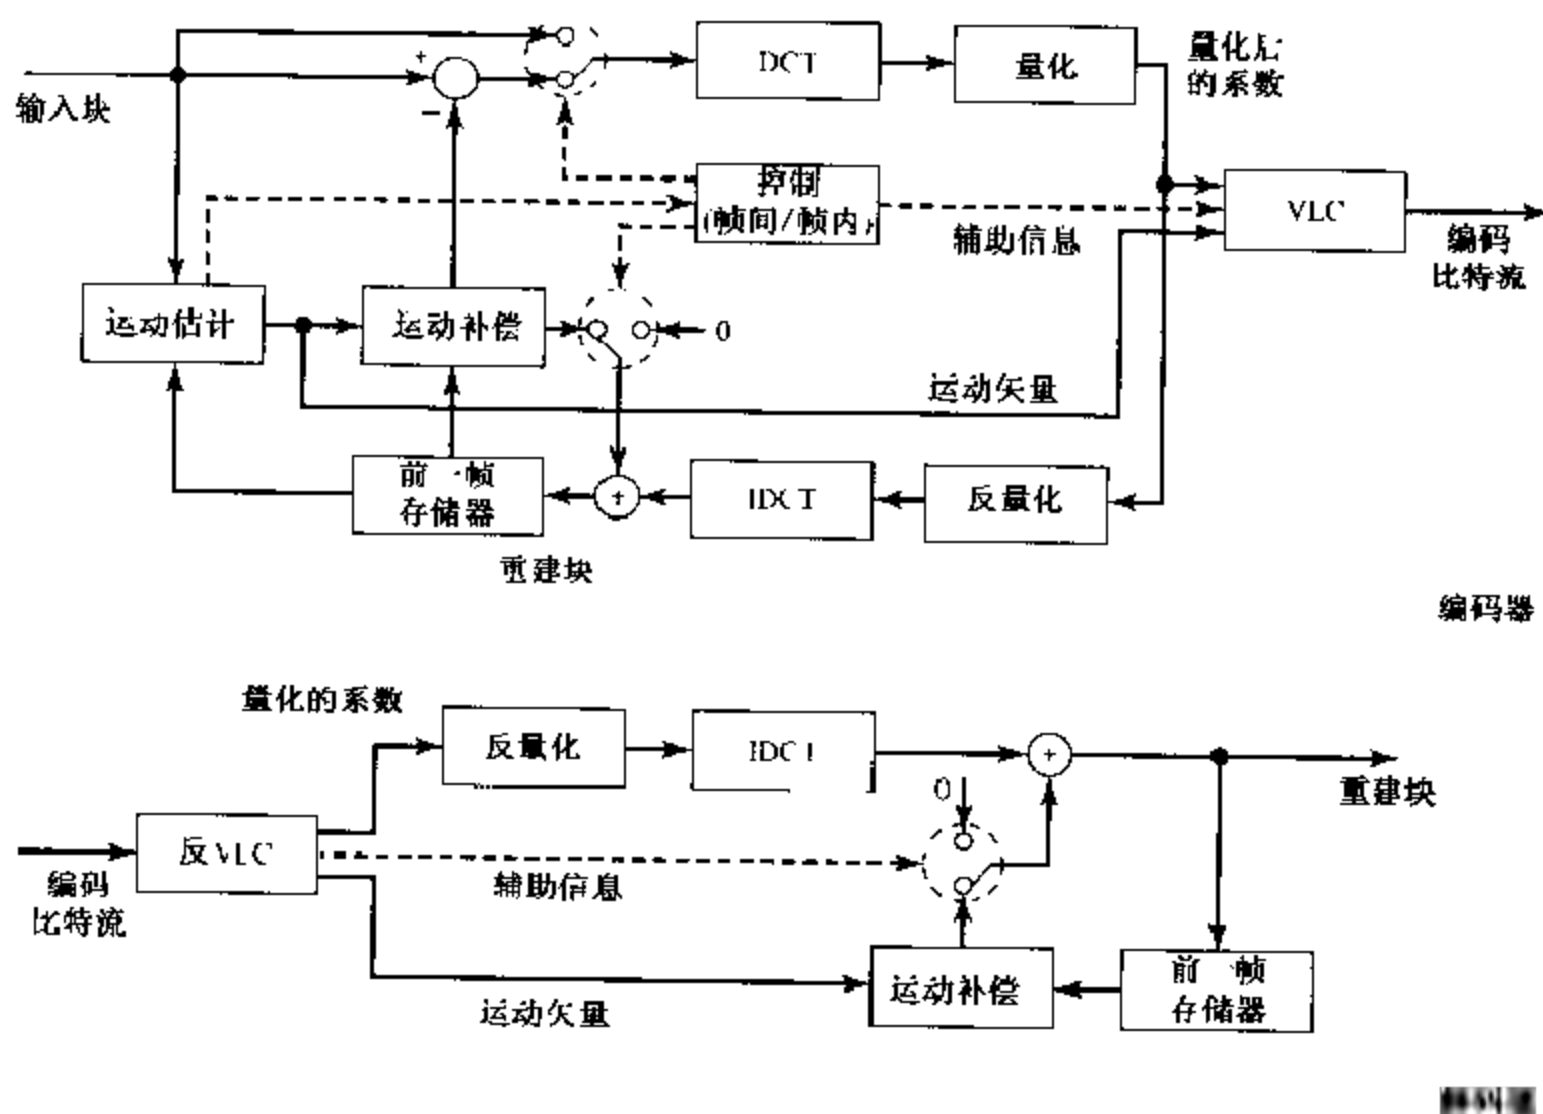 输入块
+
−
DCT
量化
量化后
的系数
控制
(帧间/帧内)
辅助信息
VLC
编码
比特流
运动估计
运动补偿
0
运动矢量
前一帧
存储器
+
IDCT
反量化
重建块
编码器
量化的系数
反量化
IDCT
+
0
重建块
反VLC
编码
比特流
辅助信息
运动矢量
运动补偿
前一帧
存储器